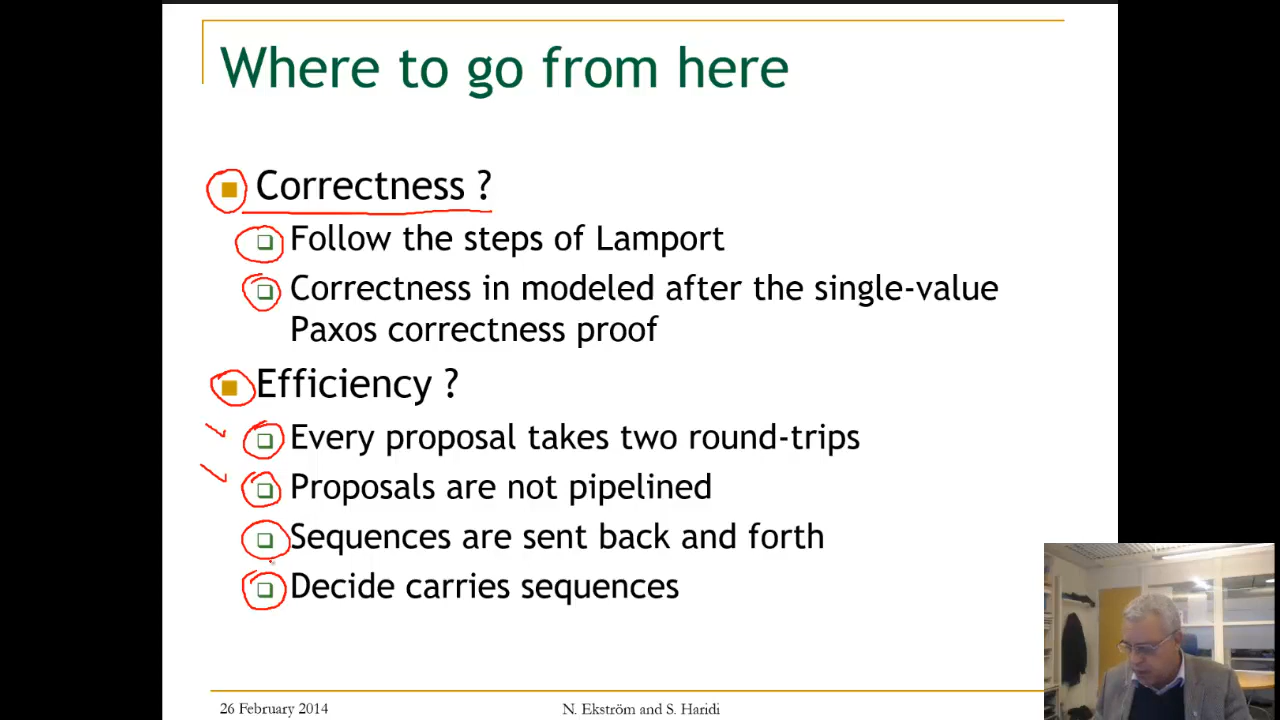 Where to go from here
Correctness ?
Follow the steps of Lamport
Correctness in modeled after the single-value
Paxos correctness proof
Efficiency ?
Every proposal takes two round-trips
Proposals are not pipelined
Sequences are sent back and forth
Decide carries sequences
26 February 2014
N. Ekström and S. Haridi